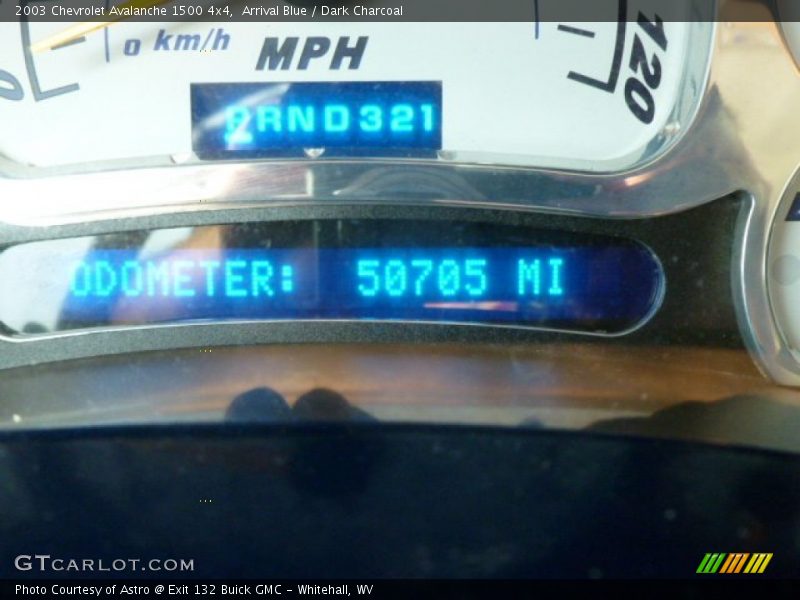 2003 Chevrolet Avalanche 1500 4x4, Arrival Blue / Dark Charcoal
0 km/h
MPH
120
PRND321
ODOMETER: 50705 MI
GTCARLOT.COM
Photo Courtesy of Astro @ Exit 132 Buick GMC - Whitehall, WV